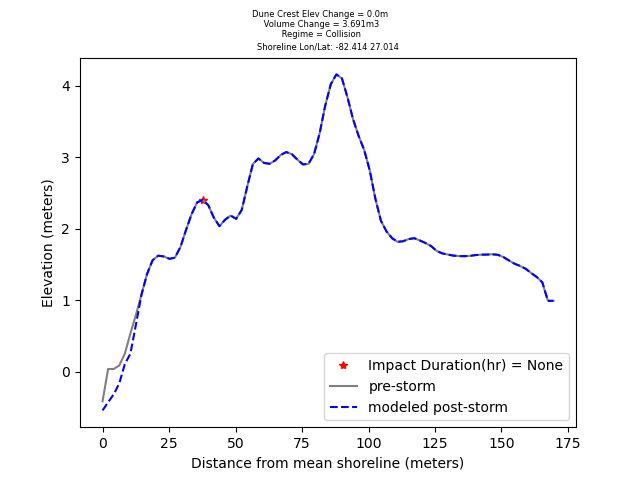 Dune Crest Elev Change = 0.0m
Volume Change = 3.691m3
Regime = Collision
Shoreline Lon/Lat: -82.414 27.014
Elevation (meters)
4
3
2
1
0
Impact Duration(hr) = None
pre-storm
modeled post-storm
0 25 50 75 100 125 150 175
Distance from mean shoreline (meters)